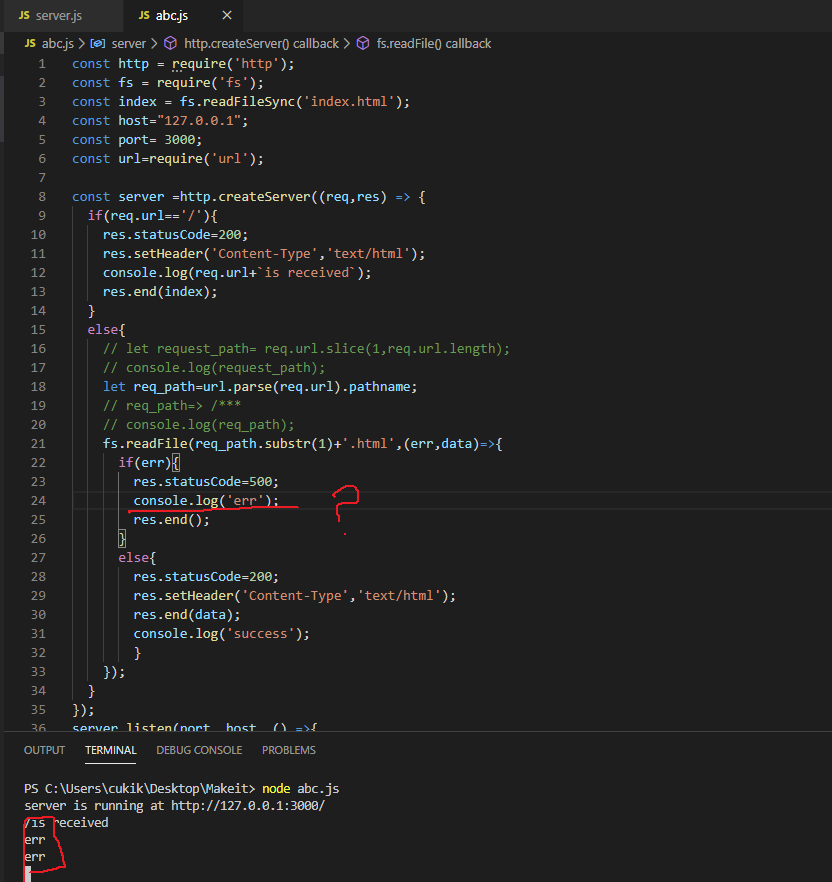 JS server.js JS abc.js ×
JS abc.js > server > http.createServer() callback > fs.readFile() callback
1 const http = require('http');
2 const fs = require('fs');
3 const index = fs.readFileSync('index.html');
4 const host="127.0.0.1";
5 const port= 3000;
6 const url=require('url');
7
8 const server =http.createServer((req,res) => {
9 if(req.url=='/'){
10 res.statusCode=200;
11 res.setHeader('Content-Type','text/html');
12 console.log(req.url+`is received`);
13 res.end(index);
14 }
15 else{
16 // let request_path= req.url.slice(1,req.url.length);
17 // console.log(request_path);
18 let req_path=url.parse(req.url).pathname;
19 // req_path=> /***
20 // console.log(req_path);
21 fs.readFile(req_path.substr(1)+'.html',(err,data)=>{
22 if(err){
23 res.statusCode=500;
24 console.log('err'); ?
25 res.end();
26 }
27 else{
28 res.statusCode=200;
29 res.setHeader('Content-Type','text/html');
30 res.end(data);
31 console.log('success');
32 }
33 });
34 }
35 });
36 server.listen(port, host, () =>{
OUTPUT TERMINAL DEBUG CONSOLE PROBLEMS
PS C:\Users\cukik\Desktop\Makeit> node abc.js
server is running at http://127.0.0.1:3000/
/is received
err
err